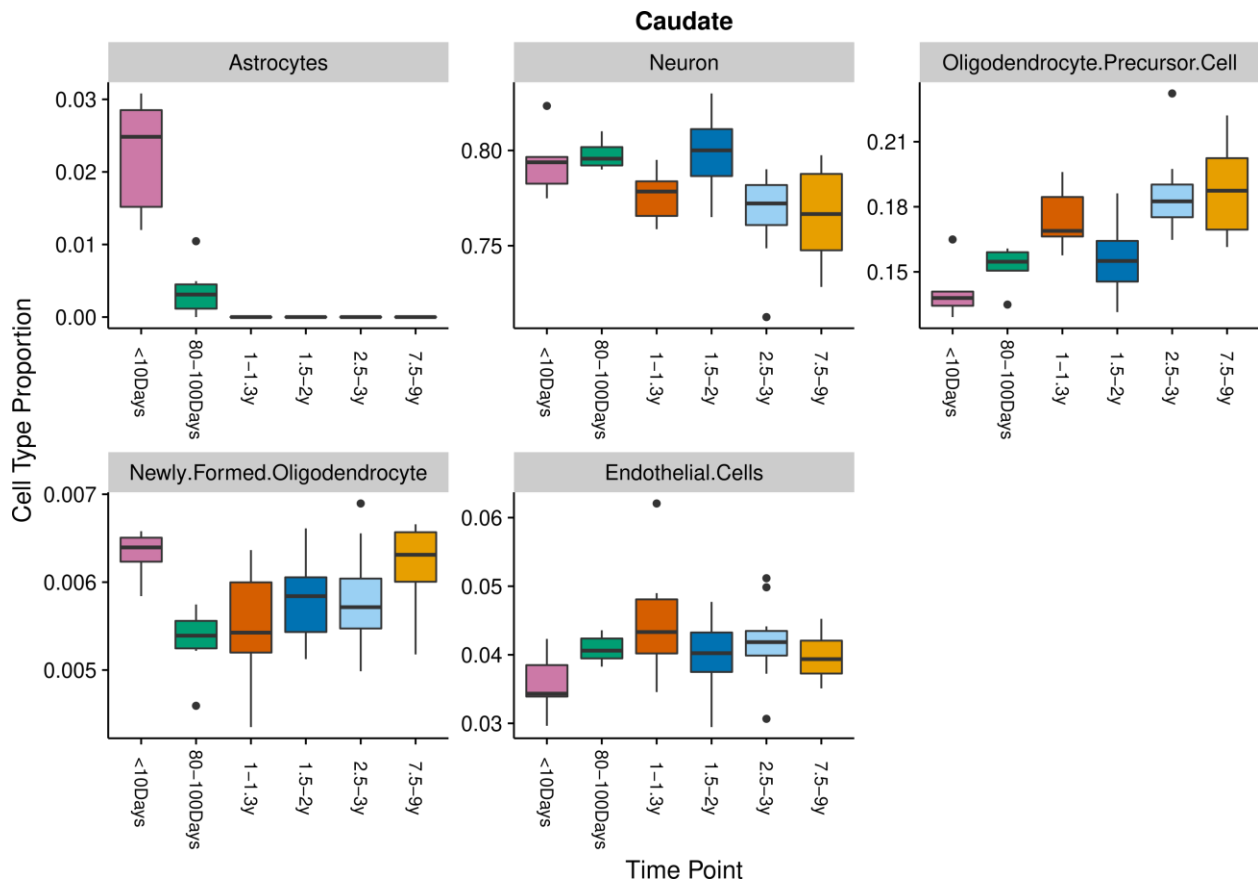 Caudate
Astrocytes
Neuron
Oligodendrocyte.Precursor.Cell
0.03
0.02
0.01
0.00
0.80
0.75
0.21
0.18
0.15
<10Days
80−100Days
1−1.3y
1.5−2y
2.5−3y
7.5−9y
<10Days
80−100Days
1−1.3y
1.5−2y
2.5−3y
7.5−9y
<10Days
80−100Days
1−1.3y
1.5−2y
2.5−3y
7.5−9y
Cell Type Proportion
Newly.Formed.Oligodendrocyte
Endothelial.Cells
0.007
0.006
0.005
0.06
0.05
0.04
0.03
<10Days
80−100Days
1−1.3y
1.5−2y
2.5−3y
7.5−9y
<10Days
80−100Days
1−1.3y
1.5−2y
2.5−3y
7.5−9y
Time Point